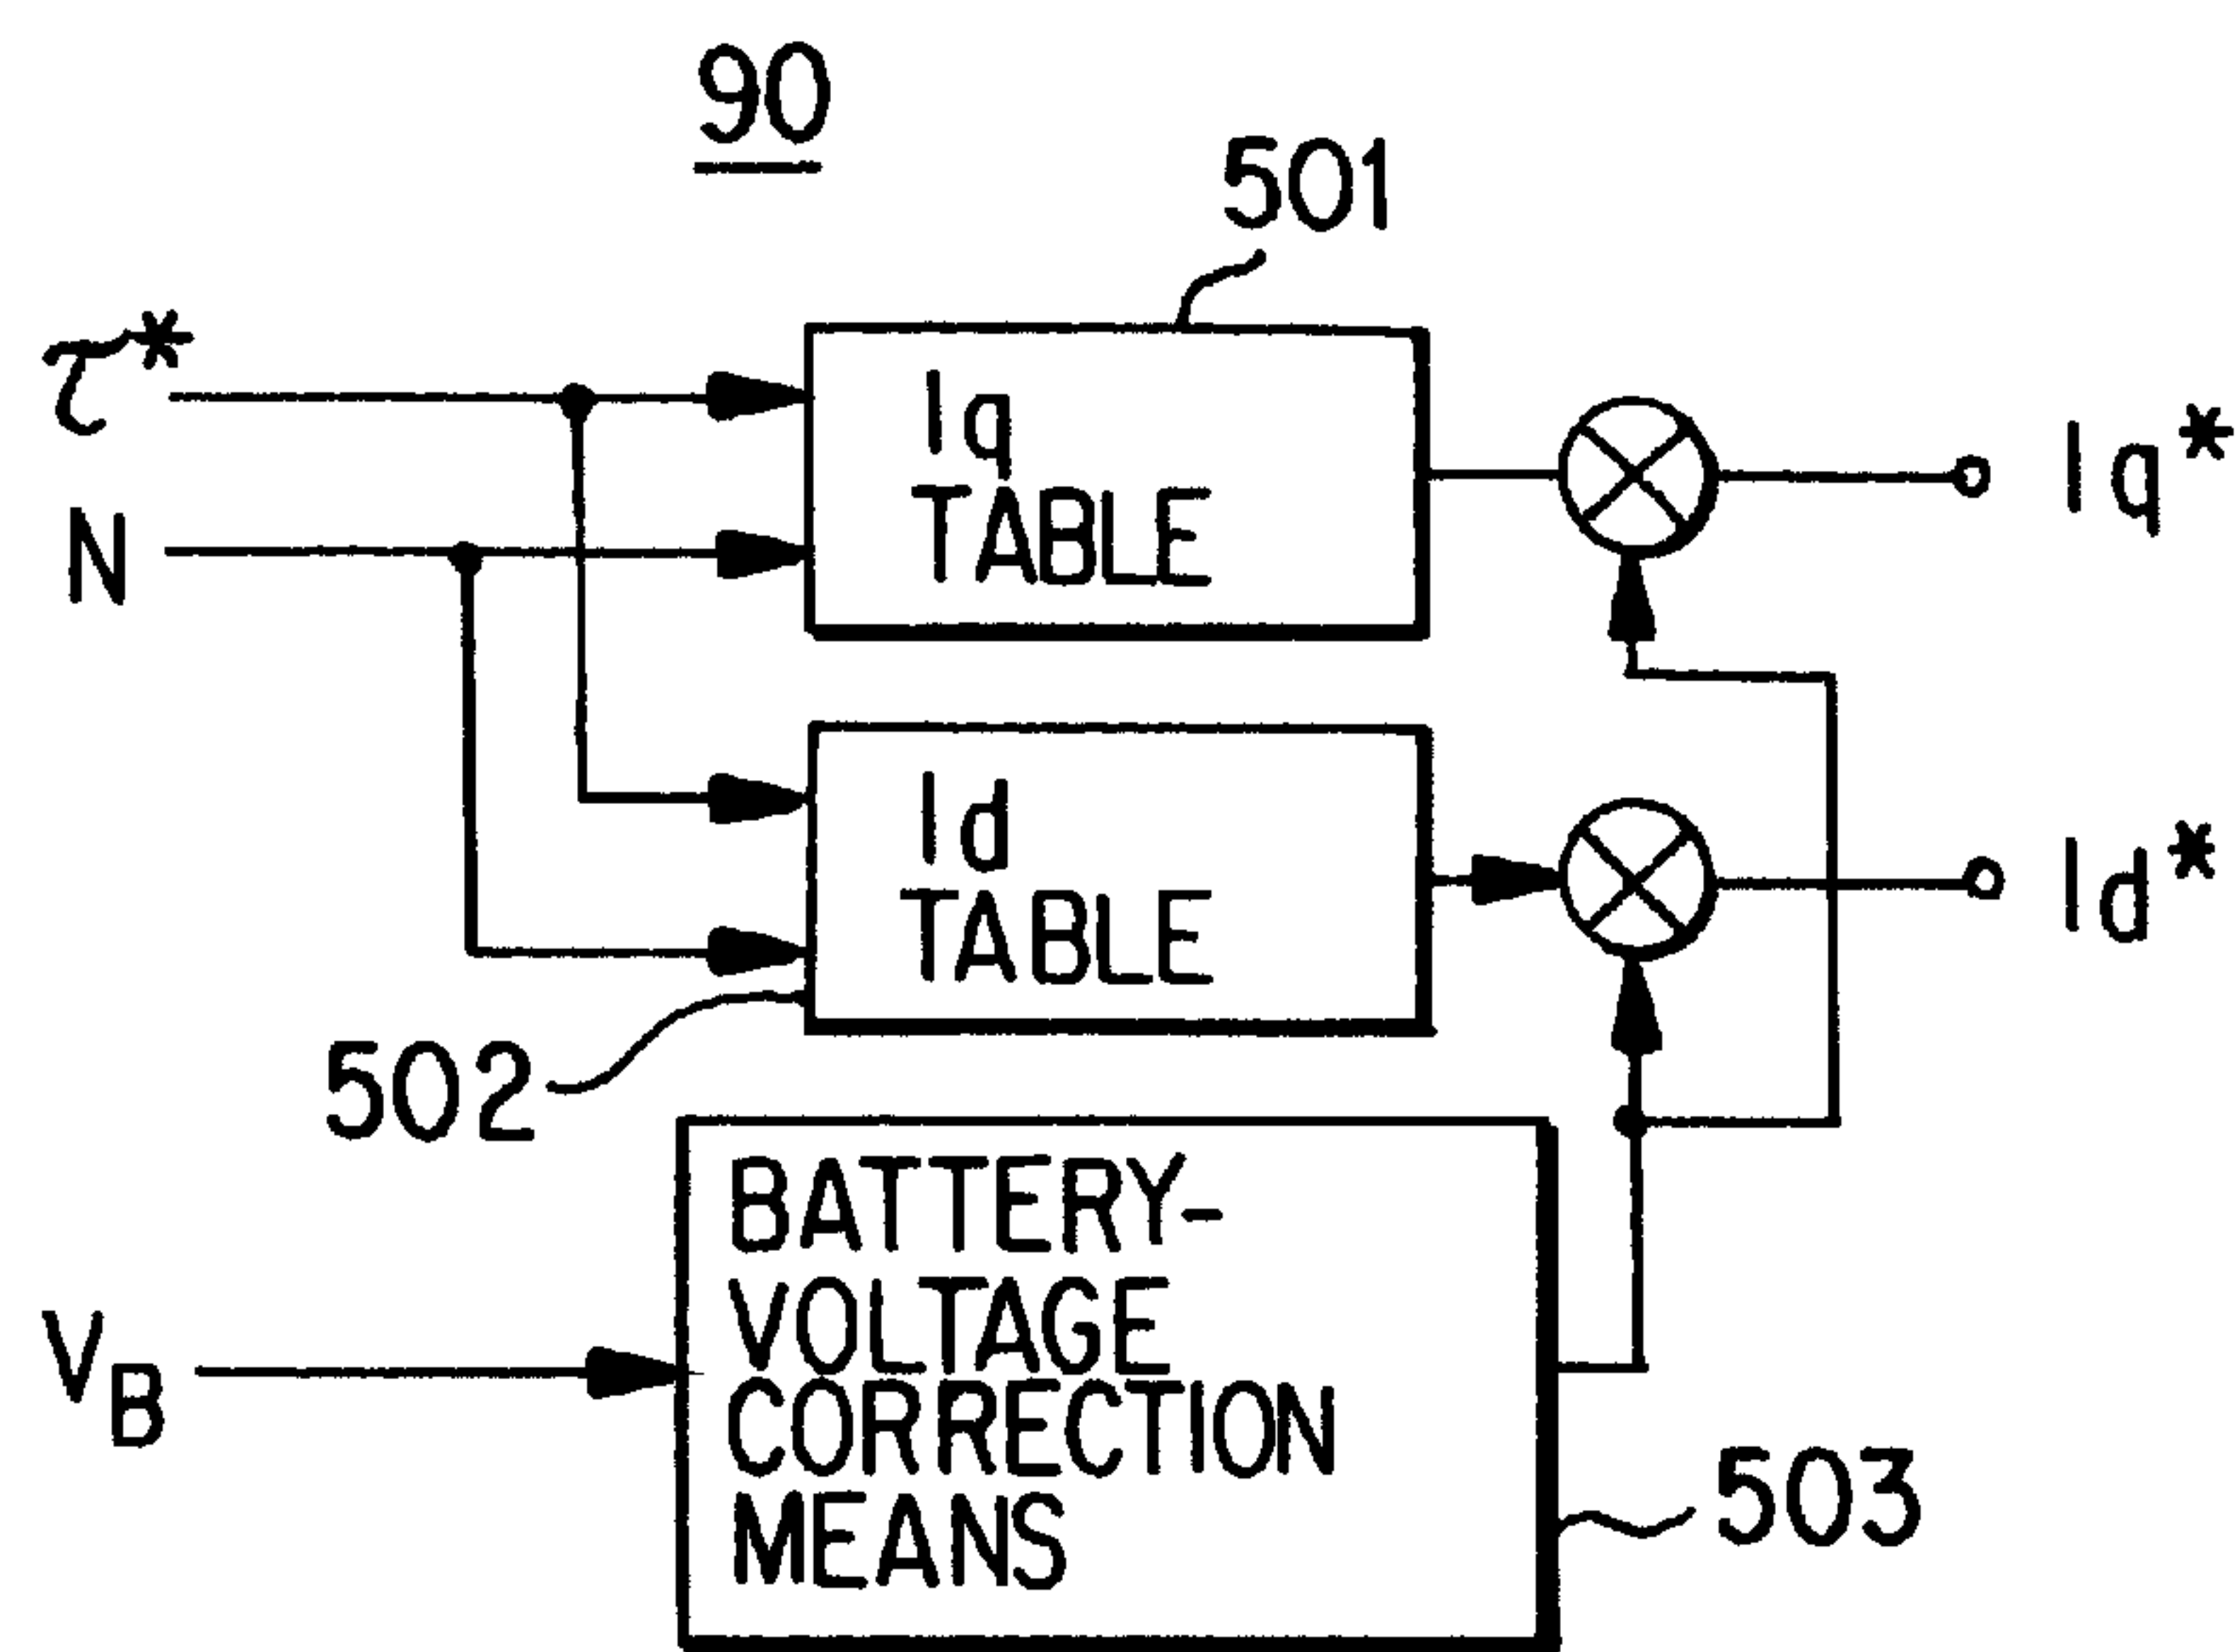 90
501
τ*
Iq
TABLE
Iq*
N
Id
TABLE
Id*
502
BATTERY-
VOLTAGE
CORRECTION
MEANS
VB
503